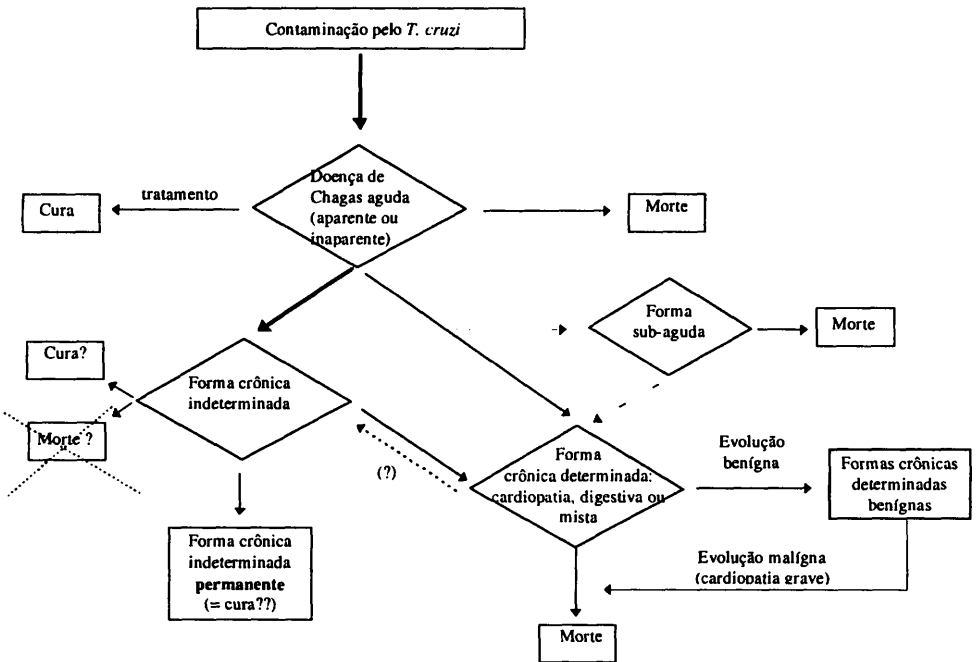 Contaminação pelo T. cruzi
Doença de
Chagas aguda
(aparente ou
inaparente)
tratamento
Cura
Morte
Forma
sub-aguda
Morte
Cura?
Morte ?
Forma crônica
indeterminada
(?)
Forma
crônica determinada:
cardiopatia, digestiva ou
mista
Evolução
benígna
Formas crônicas
determinadas
benígnas
Forma crônica
indeterminada
permanente
(= cura??)
Evolução malígna
(cardiopatia grave)
Morte